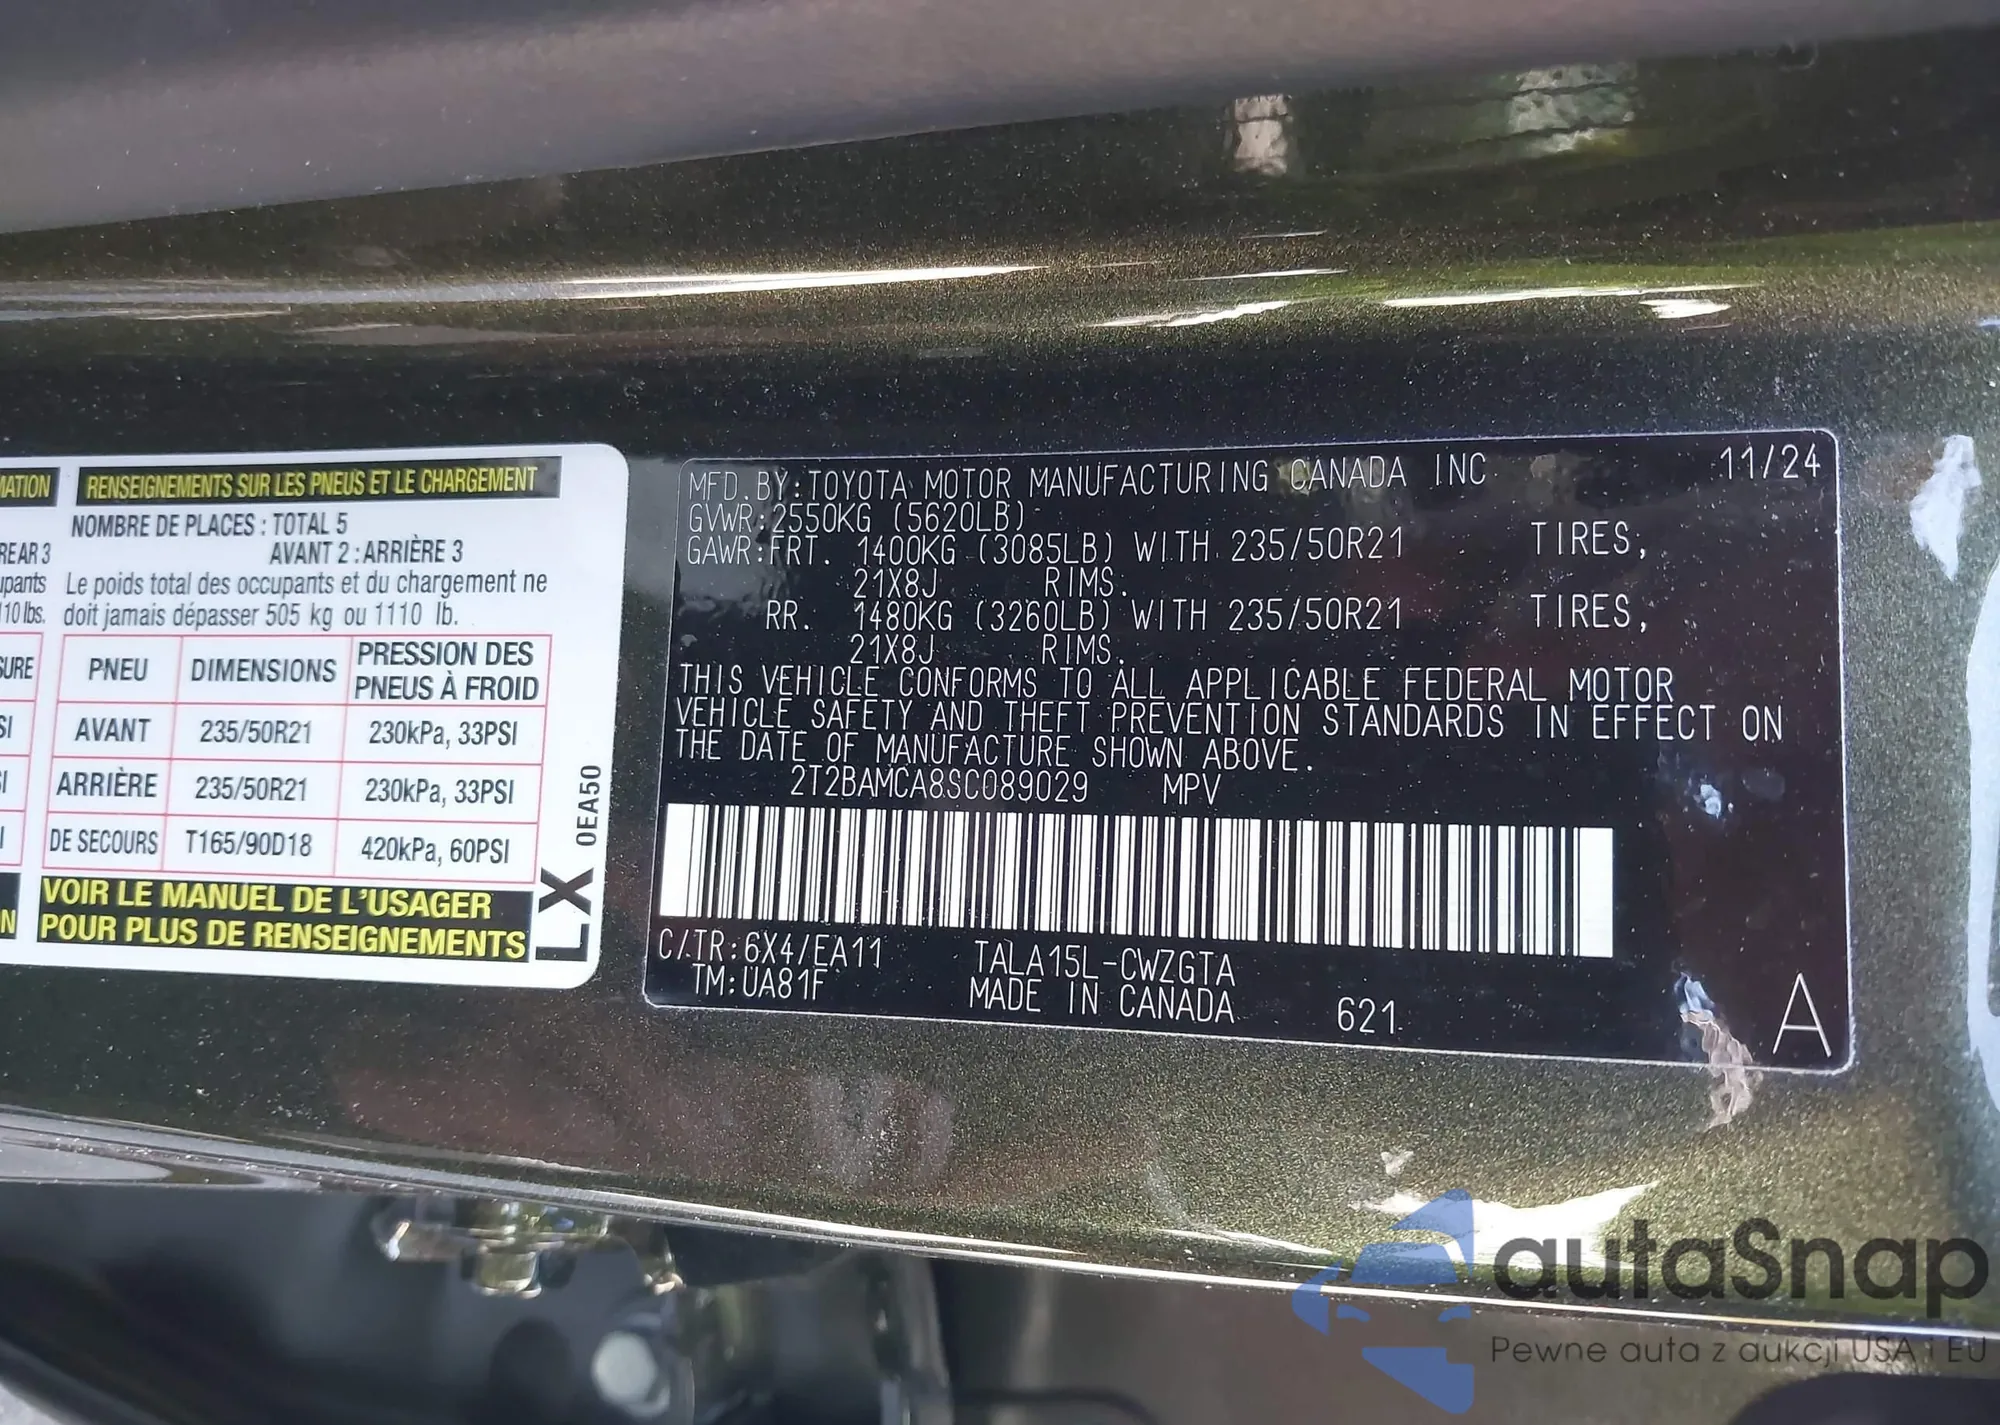 MATION
REAR 3
upants
110 lbs.
SURE
SI
SI
I
N
RENSEIGNEMENTS SUR LES PNEUS ET LE CHARGEMENT
NOMBRE DE PLACES : TOTAL 5
AVANT 2 : ARRIÈRE 3
Le poids total des occupants et du chargement ne
doit jamais dépasser 505 kg ou 1110 lb.
PNEU DIMENSIONS PRESSION DES
PNEUS À FROID
AVANT 235/50R21 230kPa, 33PSI
ARRIÈRE 235/50R21 230kPa, 33PSI
DE SECOURS T165/90D18 420kPa, 60PSI
VOIR LE MANUEL DE L'USAGER
POUR PLUS DE RENSEIGNEMENTS
LX 0EA50
MFD.BY:TOYOTA MOTOR MANUFACTURING CANADA INC 11/24
GVWR:2550KG (5620LB)
GAWR:FRT. 1400KG (3085LB) WITH 235/50R21 TIRES,
21X8J RIMS.
RR. 1480KG (3260LB) WITH 235/50R21 TIRES,
21X8J RIMS.
THIS VEHICLE CONFORMS TO ALL APPLICABLE FEDERAL MOTOR
VEHICLE SAFETY AND THEFT PREVENTION STANDARDS IN EFFECT ON
THE DATE OF MANUFACTURE SHOWN ABOVE.
2T2BAMCA8SC089029 MPV
C/TR:6X4/EA11 TALA15L-CWZGTA
TM:UA81F MADE IN CANADA 621 A
autaSnap
Pewne auta z aukcji USA i EU